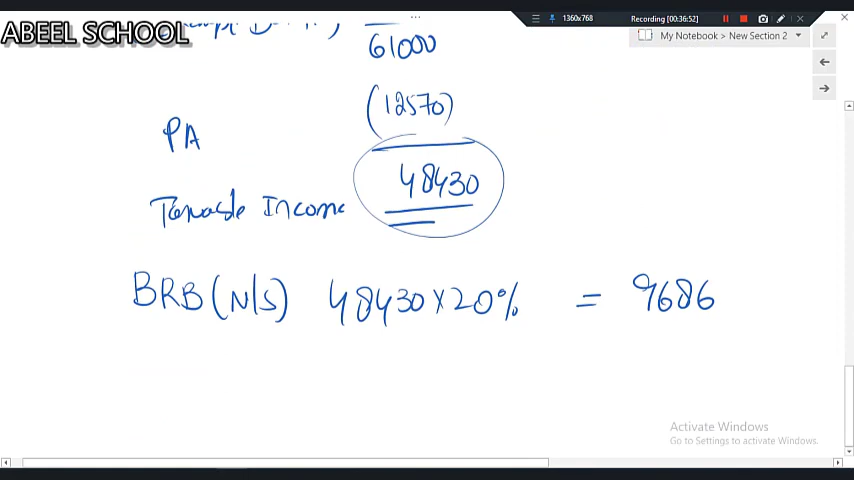 1360x768
Recording [00:36:52]
ABEEL SCHOOL
My Notebook > New Section 2
61000
(12570)
PA
48430
Taxable Income
BRB (N/S) 48430 x 20% = 9686
Activate Windows
Go to Settings to activate Windows.